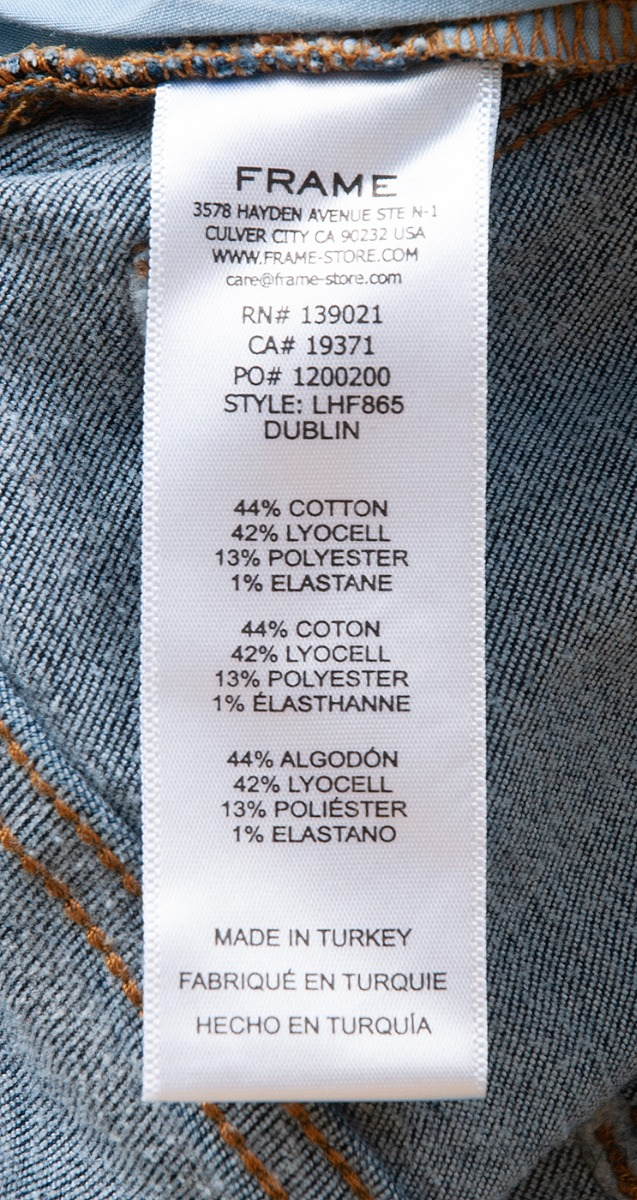 FRAME
3578 HAYDEN AVENUE STE N-1
CULVER CITY CA 90232 USA
WWW.FRAME-STORE.COM
care@frame-store.com
RN# 139021
CA# 19371
PO# 1200200
STYLE: LHF865
DUBLIN
44% COTTON
42% LYOCELL
13% POLYESTER
1% ELASTANE
44% COTON
42% LYOCELL
13% POLYESTER
1% ÉLASTHANNE
44% ALGODÓN
42% LYOCELL
13% POLIÉSTER
1% ELASTANO
MADE IN TURKEY
FABRIQUÉ EN TURQUIE
HECHO EN TURQUÍA